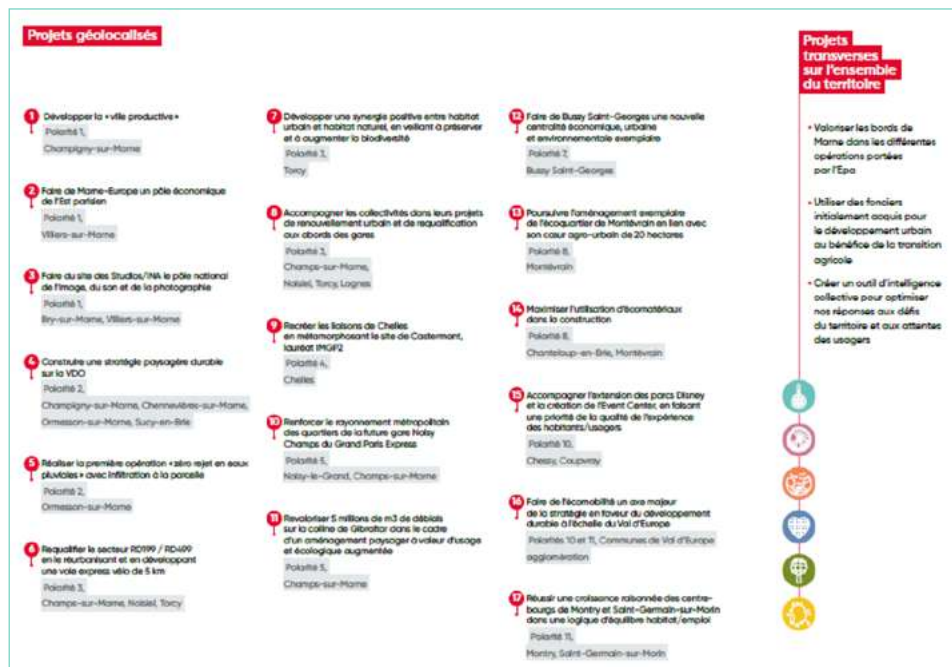 Projets géolocalisés
1 Développer la « ville productive »
Polarité 1,
Champigny-sur-Marne
2 Faire de Marne-Europe un pôle économique
de l'Est parisien
Polarité 1,
Villiers-sur-Marne
3 Faire du site des Studios/INA le pôle national
de l'image, du son et de la photographie
Polarité 1,
Bry-sur-Marne, Villiers-sur-Marne
4 Construire une stratégie paysagère durable
sur la VDO
Polarité 2,
Champigny-sur-Marne, Chennevières-sur-Marne,
Ormesson-sur-Marne, Sucy-en-Brie
5 Réaliser la première opération « zéro rejet en eaux
pluviales » avec infiltration à la parcelle
Polarité 2,
Ormesson-sur-Marne
6 Requalifier le secteur RD199 / RD499
en le réurbanisant et en développant
une voie express vélo de 5 km
Polarité 3,
Champs-sur-Marne, Noisiel, Torcy
7 Développer une synergie positive entre habitat
urbain et habitat naturel, en veillant à préserver
et à augmenter la biodiversité
Polarité 3,
Torcy
8 Accompagner les collectivités dans leurs projets
de renouvellement urbain et de requalification
aux abords des gares
Polarité 3,
Champs-sur-Marne,
Noisiel, Torcy, Lognes
9 Recréer les liaisons de Chelles
en métamorphosant le site de Castermant,
lauréat IMGP2
Polarité 4,
Chelles
10 Renforcer le rayonnement métropolitain
des quartiers de la future gare Noisy
Champs du Grand Paris Express
Polarité 5,
Noisy-le-Grand, Champs-sur-Marne
11 Revaloriser 5 millions de m3 de déblais
sur la colline de Gibraltar dans le cadre
d'un aménagement paysager à valeur d'usage
et écologique augmentée
Polarité 5,
Champs-sur-Marne
12 Faire de Bussy Saint-Georges une nouvelle
centralité économique, urbaine
et environnementale exemplaire
Polarité 7,
Bussy Saint-Georges
13 Poursuivre l'aménagement exemplaire
de l'écoquartier de Montévrain en lien avec
son cœur agro-urbain de 20 hectares
Polarité 8,
Montévrain
14 Maximiser l'utilisation d'écomatériaux
dans la construction
Polarité 8,
Chanteloup-en-Brie, Montévrain
15 Accompagner l'extension des parcs Disney
et la création de l'Event Center, en faisant
une priorité de la qualité de l'expérience
des habitants/usagers
Polarité 10,
Chessy, Coupvray
16 Faire de l'écomobilité un axe majeur
de la stratégie en faveur du développement
durable à l'échelle du Val d'Europe
Polarités 10 et 11, Communes de Val d'Europe
agglomération
17 Réussir une croissance raisonnée des centre-
bourgs de Montry et Saint-Germain-sur-Morin
dans une logique d'équilibre habitat/emploi
Polarité 11,
Montry, Saint-Germain-sur-Morin
Projets
transverses
sur l'ensemble
du territoire
• Valoriser les bords de
Marne dans les différentes
opérations portées
par l'Epa
• Utiliser des fonciers
initialement acquis pour
le développement urbain
au bénéfice de la transition
agricole
• Créer un outil d'intelligence
collective pour optimiser
nos réponses aux défis
du territoire et aux attentes
des usagers